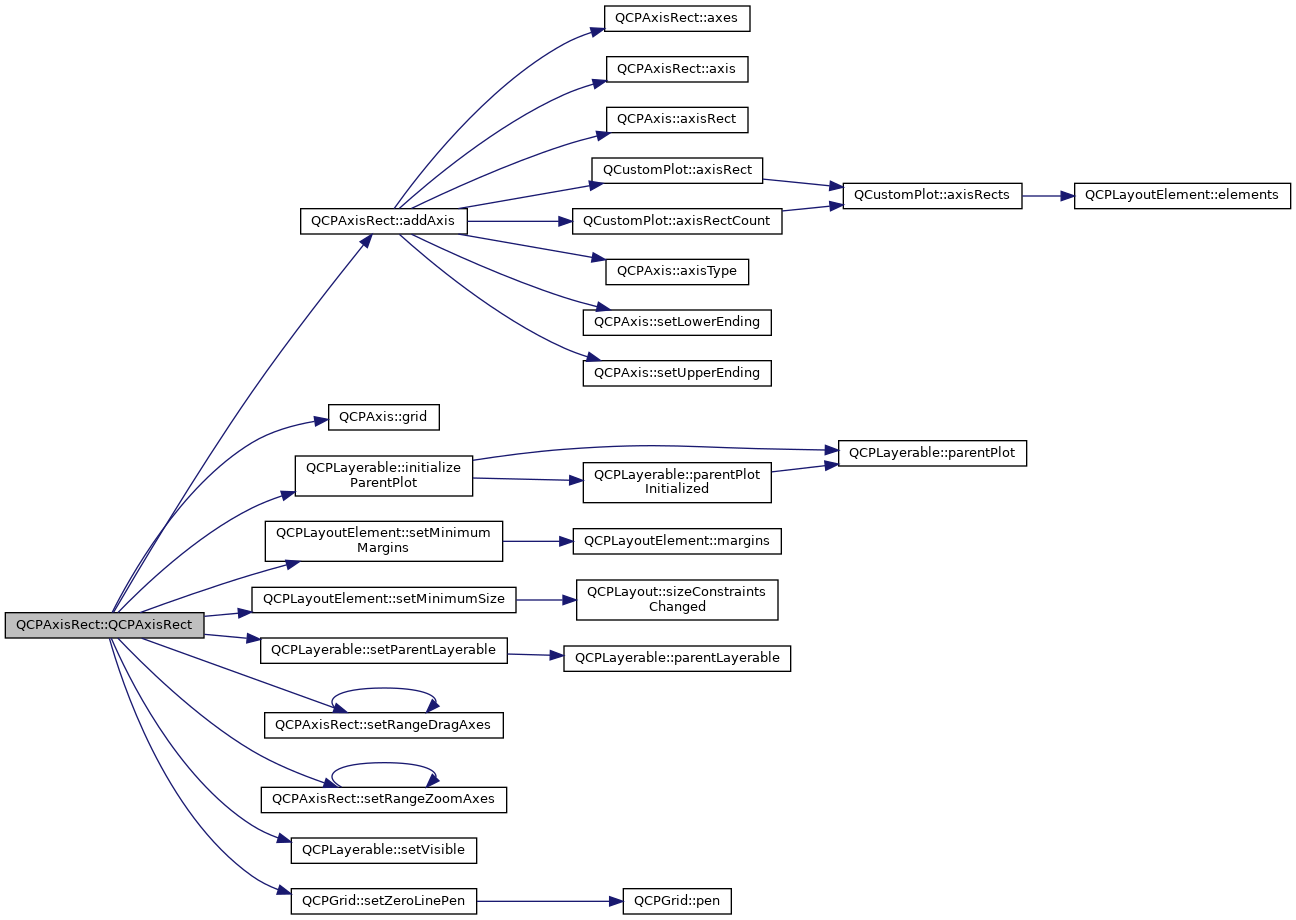 QCPAxisRect::axes
QCPAxisRect::axis
QCPAxis::axisRect
QCustomPlot::axisRect
QCustomPlot::axisRects
QCPLayoutElement::elements
QCPAxisRect::addAxis
QCustomPlot::axisRectCount
QCPAxis::axisType
QCPAxis::setLowerEnding
QCPAxis::setUpperEnding
QCPAxis::grid
QCPLayerable::initialize
ParentPlot
QCPLayerable::parentPlot
QCPLayerable::parentPlot
Initialized
QCPLayoutElement::setMinimum
Margins
QCPLayoutElement::margins
QCPLayoutElement::setMinimumSize
QCPLayout::sizeConstraints
Changed
QCPAxisRect::QCPAxisRect
QCPLayerable::setParentLayerable
QCPLayerable::parentLayerable
QCPAxisRect::setRangeDragAxes
QCPAxisRect::setRangeZoomAxes
QCPLayerable::setVisible
QCPGrid::setZeroLinePen
QCPGrid::pen